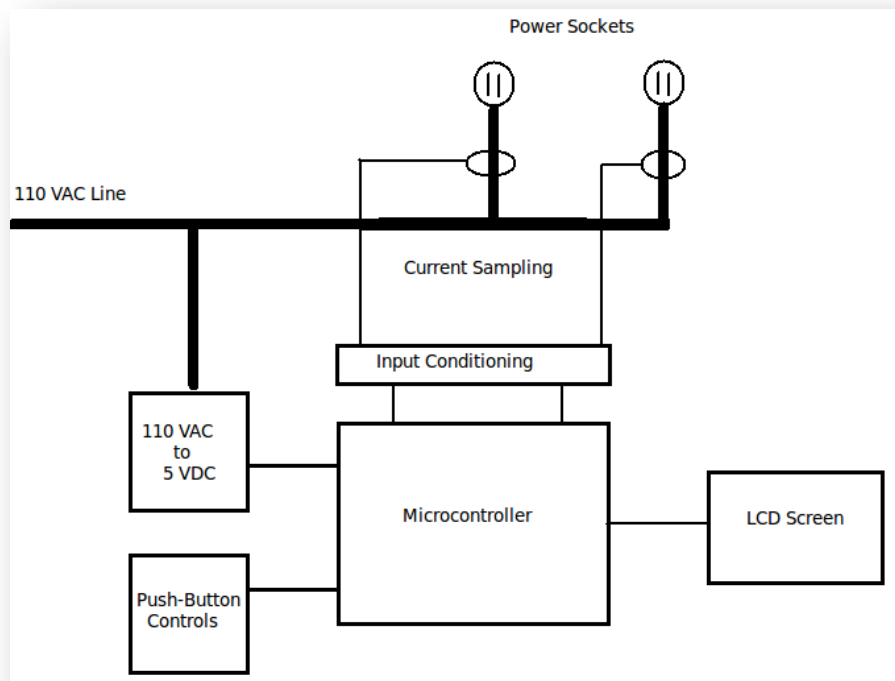 Power Sockets
110 VAC Line
Current Sampling
Input Conditioning
110 VAC
to
5 VDC
Microcontroller
LCD Screen
Push-Button
Controls